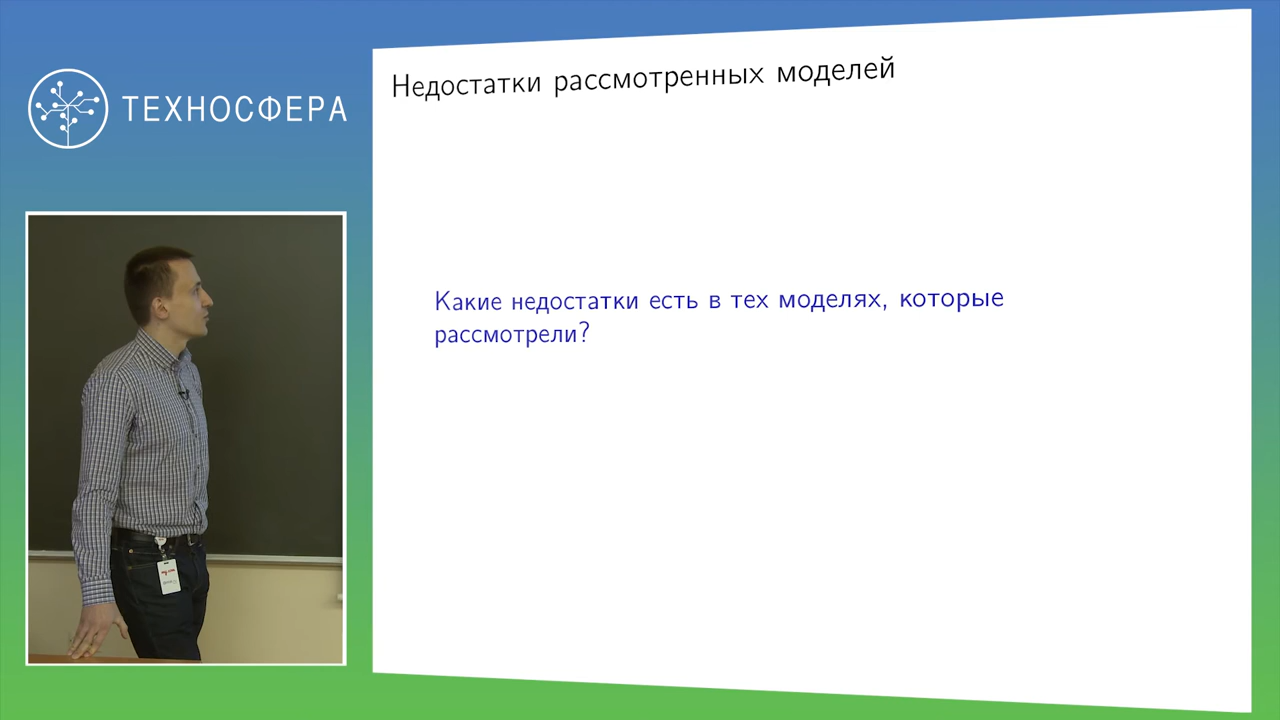 ТЕХНОСФЕРА
Недостатки рассмотренных моделей
Какие недостатки есть в тех моделях, которые
рассмотрели?